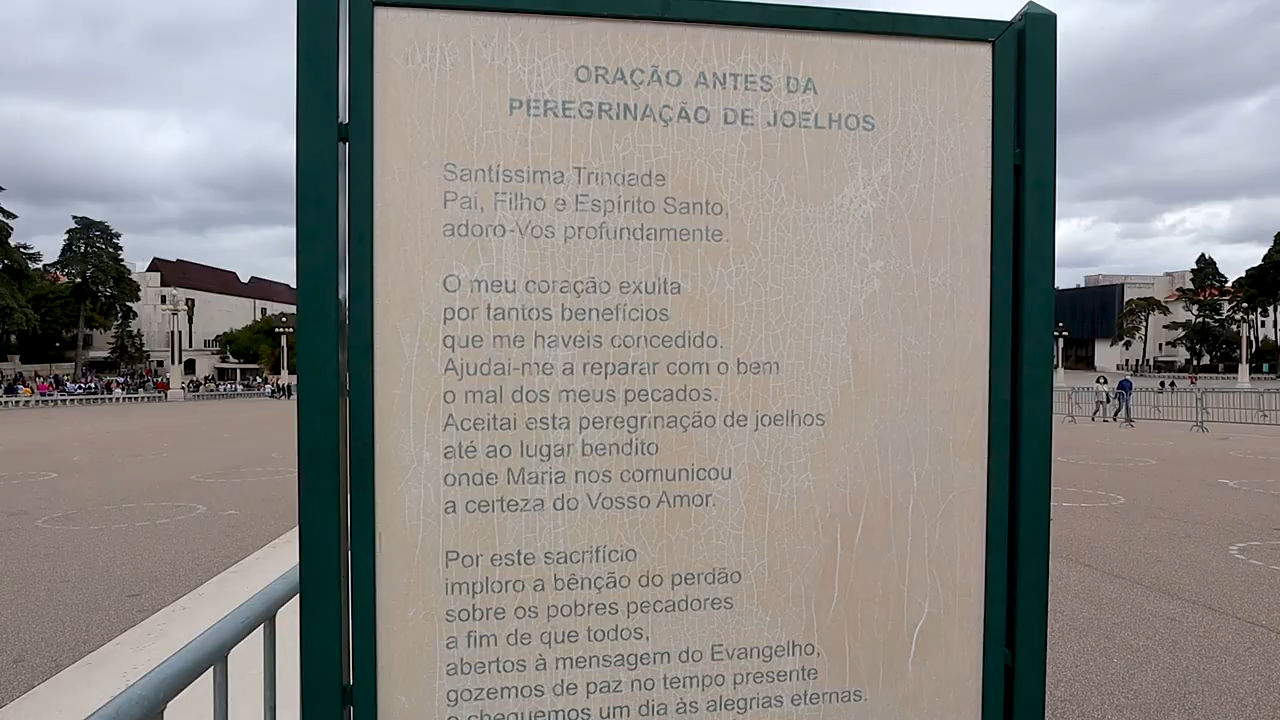 ORAÇÃO ANTES DA
PEREGRINAÇÃO DE JOELHOS
Santíssima Trindade
Pai, Filho e Espírito Santo,
adoro-Vos profundamente.
O meu coração exulta
por tantos benefícios
que me haveis concedido.
Ajudai-me a reparar com o bem
o mal dos meus pecados.
Aceitai esta peregrinação de joelhos
até ao lugar bendito
onde Maria nos comunicou
a certeza do Vosso Amor.
Por este sacrifício
imploro a bênção do perdão
sobre os pobres pecadores
a fim de que todos,
abertos à mensagem do Evangelho,
gozemos de paz no tempo presente
e cheguemos um dia às alegrias eternas.